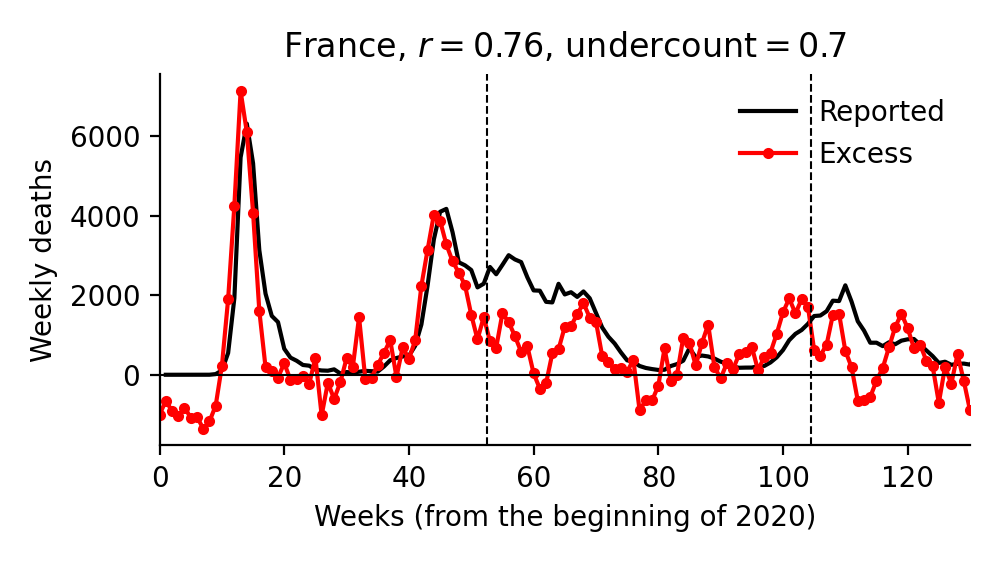 France, r = 0.76, undercount = 0.7
Reported
Excess
Weekly deaths
6000
4000
2000
0
0 20 40 60 80 100 120
Weeks (from the beginning of 2020)